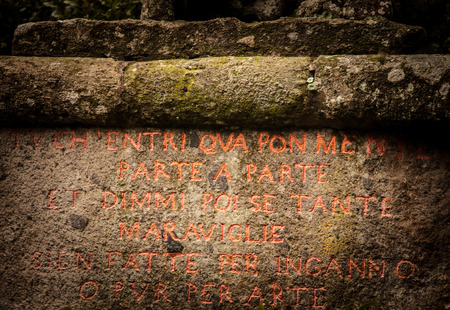 TV CH'ENTRI QVA PON MENTE
PARTE A PARTE
ET DIMMI POI SE TANTE
MARAVIGLIE
SIEN FATTE PER INGANNO
O PVR PER ARTE